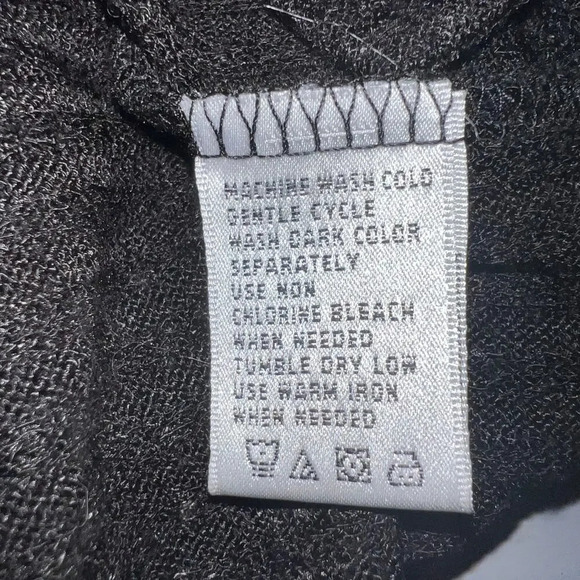 MACHINE WASH COLD
GENTLE CYCLE
WASH DARK COLOR
SEPARATELY
USE NON
CHLORINE BLEACH
WHEN NEEDED
TUMBLE DRY LOW
USE WARM IRON
WHEN NEEDED